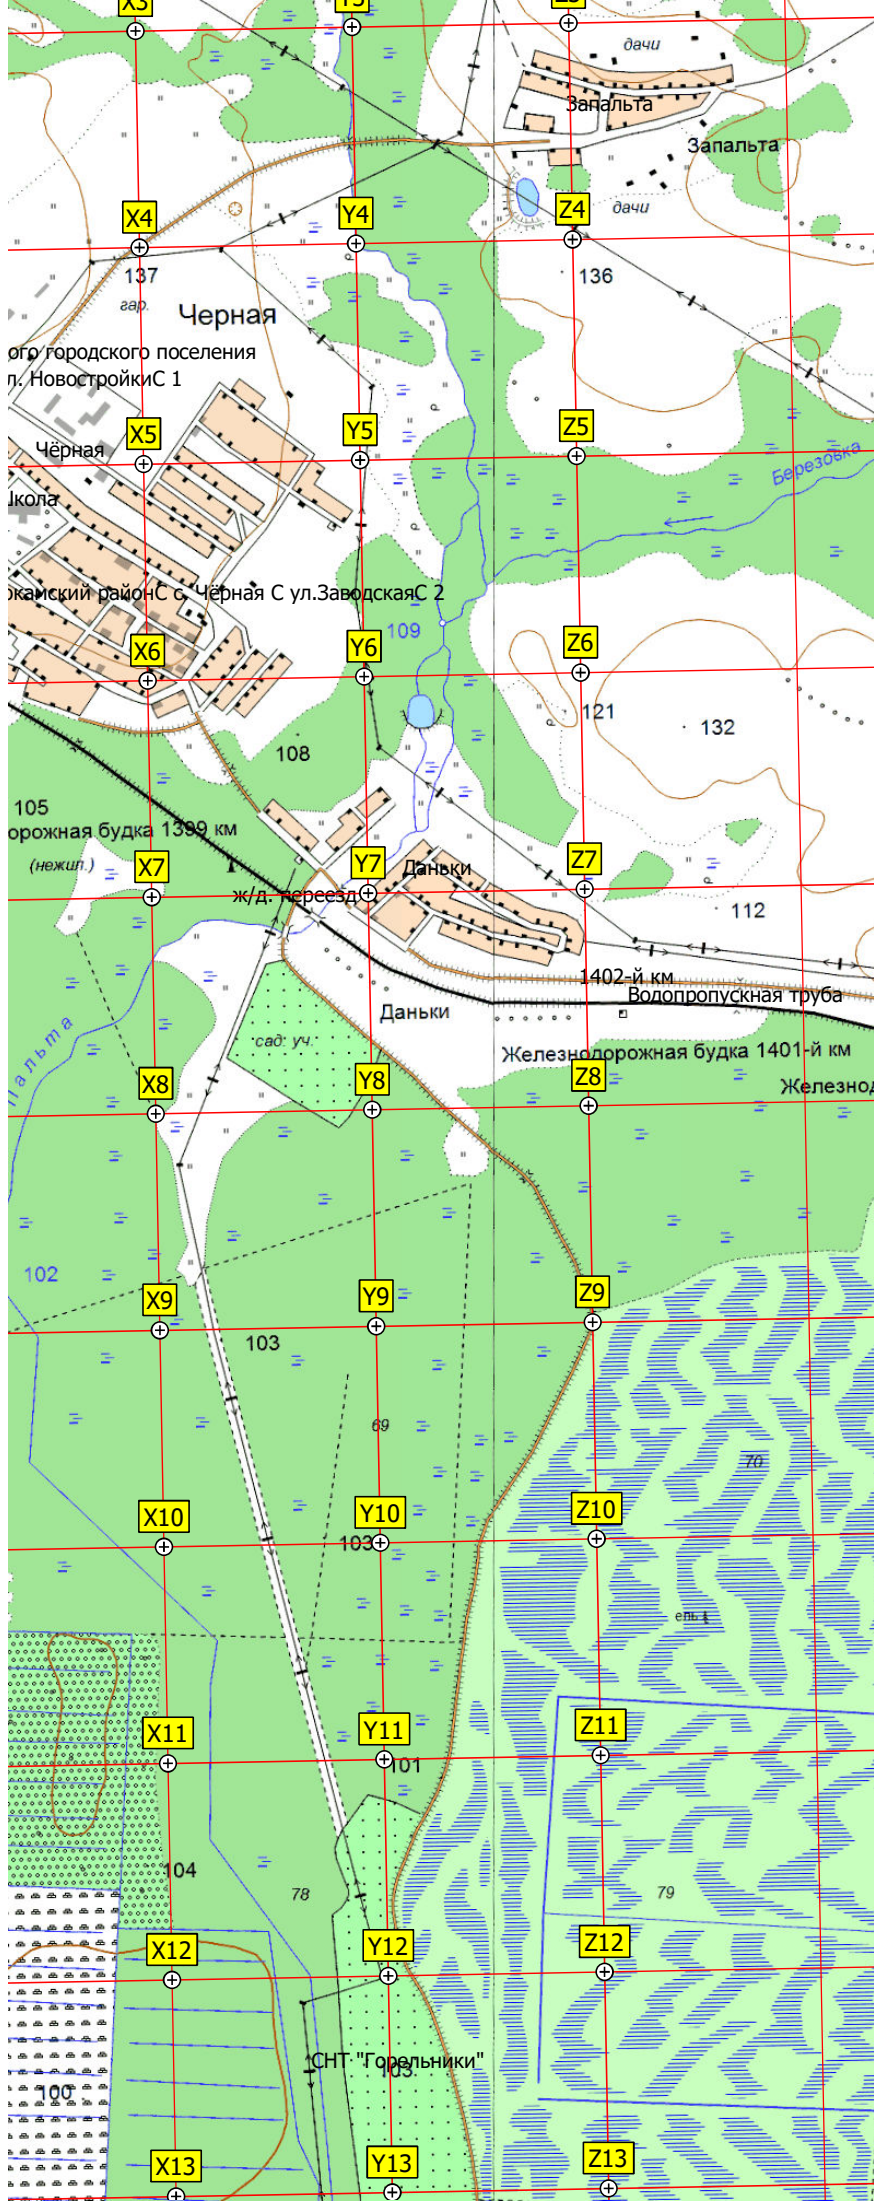 X3
Y3
Z3
дачи
Запальта
Запальта
X4
Y4
Z4
дачи
137
гар.
136
Черная
ого городского поселения
л. НовостройкиС 1
X5
Y5
Z5
Чёрная
Березовка
Школа
окамский районС с. Чёрная С ул.ЗаводскаяС 2
109
X6
Y6
Z6
121
132
108
105
орожная будка 1399 км
(нежил.)
X7
Y7
Z7
Даньки
ж/д. переезд
112
1402-й км
Водопропускная труба
Даньки
сад. уч.
Железнодорожная будка 1401-й км
пальта
X8
Y8
Z8
Железнод
102
X9
Y9
Z9
103
69
70
X10
Y10
Z10
103
ель
X11
Y11
Z11
101
104
78
79
X12
Y12
Z12
СНТ "Горельники"
103
100
X13
Y13
Z13